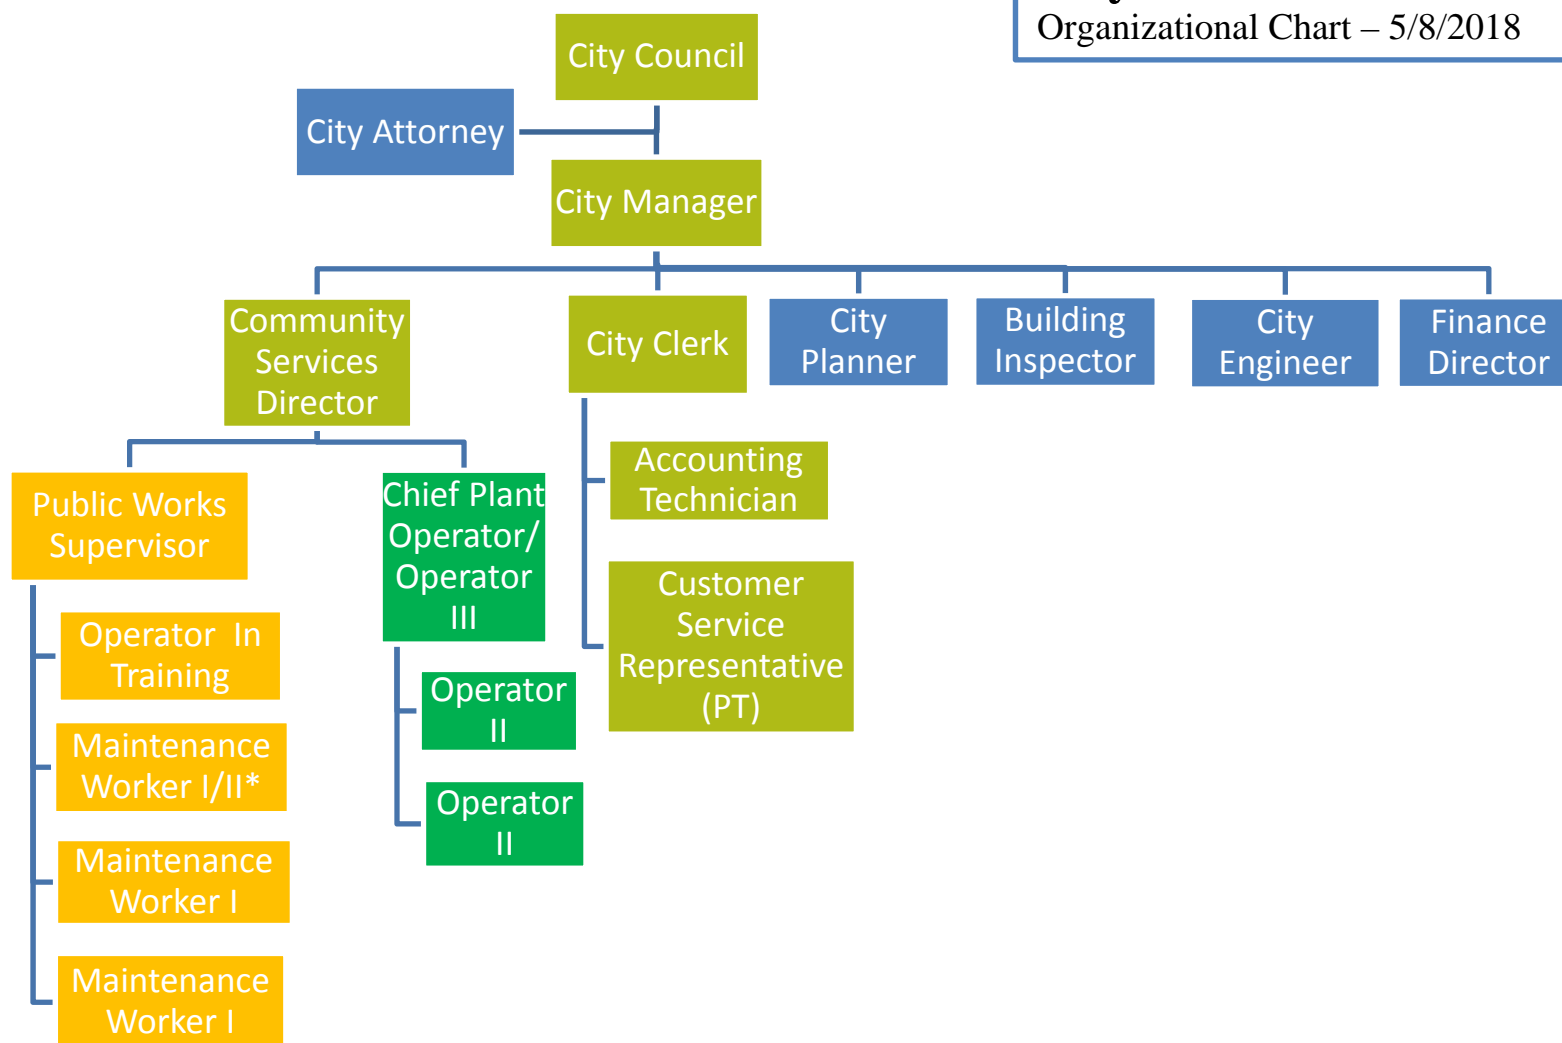 Organizational Chart – 5/8/2018
City Council
City Attorney
City Manager
Community
Services
Director
City Clerk
City
Planner
Building
Inspector
City
Engineer
Finance
Director
Public Works
Supervisor
Chief Plant
Operator/
Operator
III
Accounting
Technician
Customer
Service
Representative
(PT)
Operator In
Training
Maintenance
Worker I/II*
Maintenance
Worker I
Maintenance
Worker I
Operator
II
Operator
II